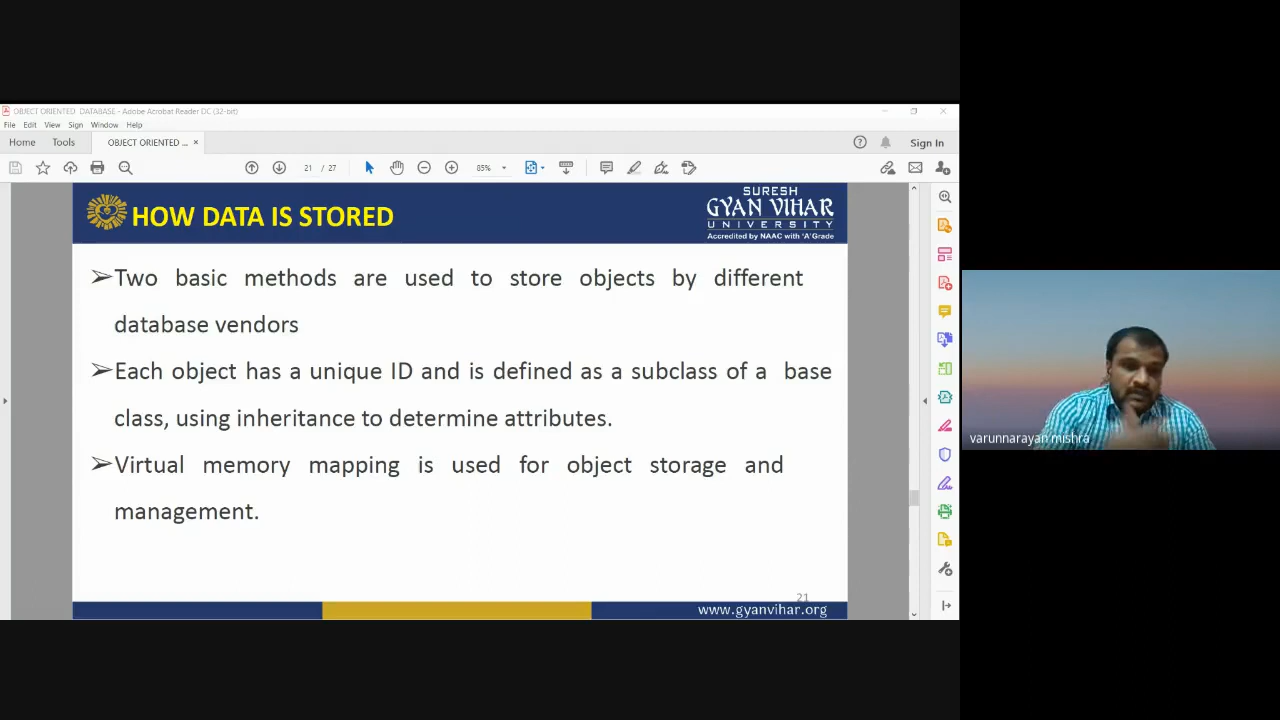 OBJECT ORIENTED DATABASE - Adobe Acrobat Reader DC (32-bit)
File Edit View Sign Window Help
Home Tools OBJECT ORIENTED ... × Sign In
21 / 27 85%
HOW DATA IS STORED
SURESH
GYAN VIHAR
UNIVERSITY
Accredited by NAAC with 'A' Grade
➢Two basic methods are used to store objects by different
database vendors
➢Each object has a unique ID and is defined as a subclass of a base
class, using inheritance to determine attributes.
➢Virtual memory mapping is used for object storage and
management.
21
www.gyanvihar.org
varunnarayan mishra